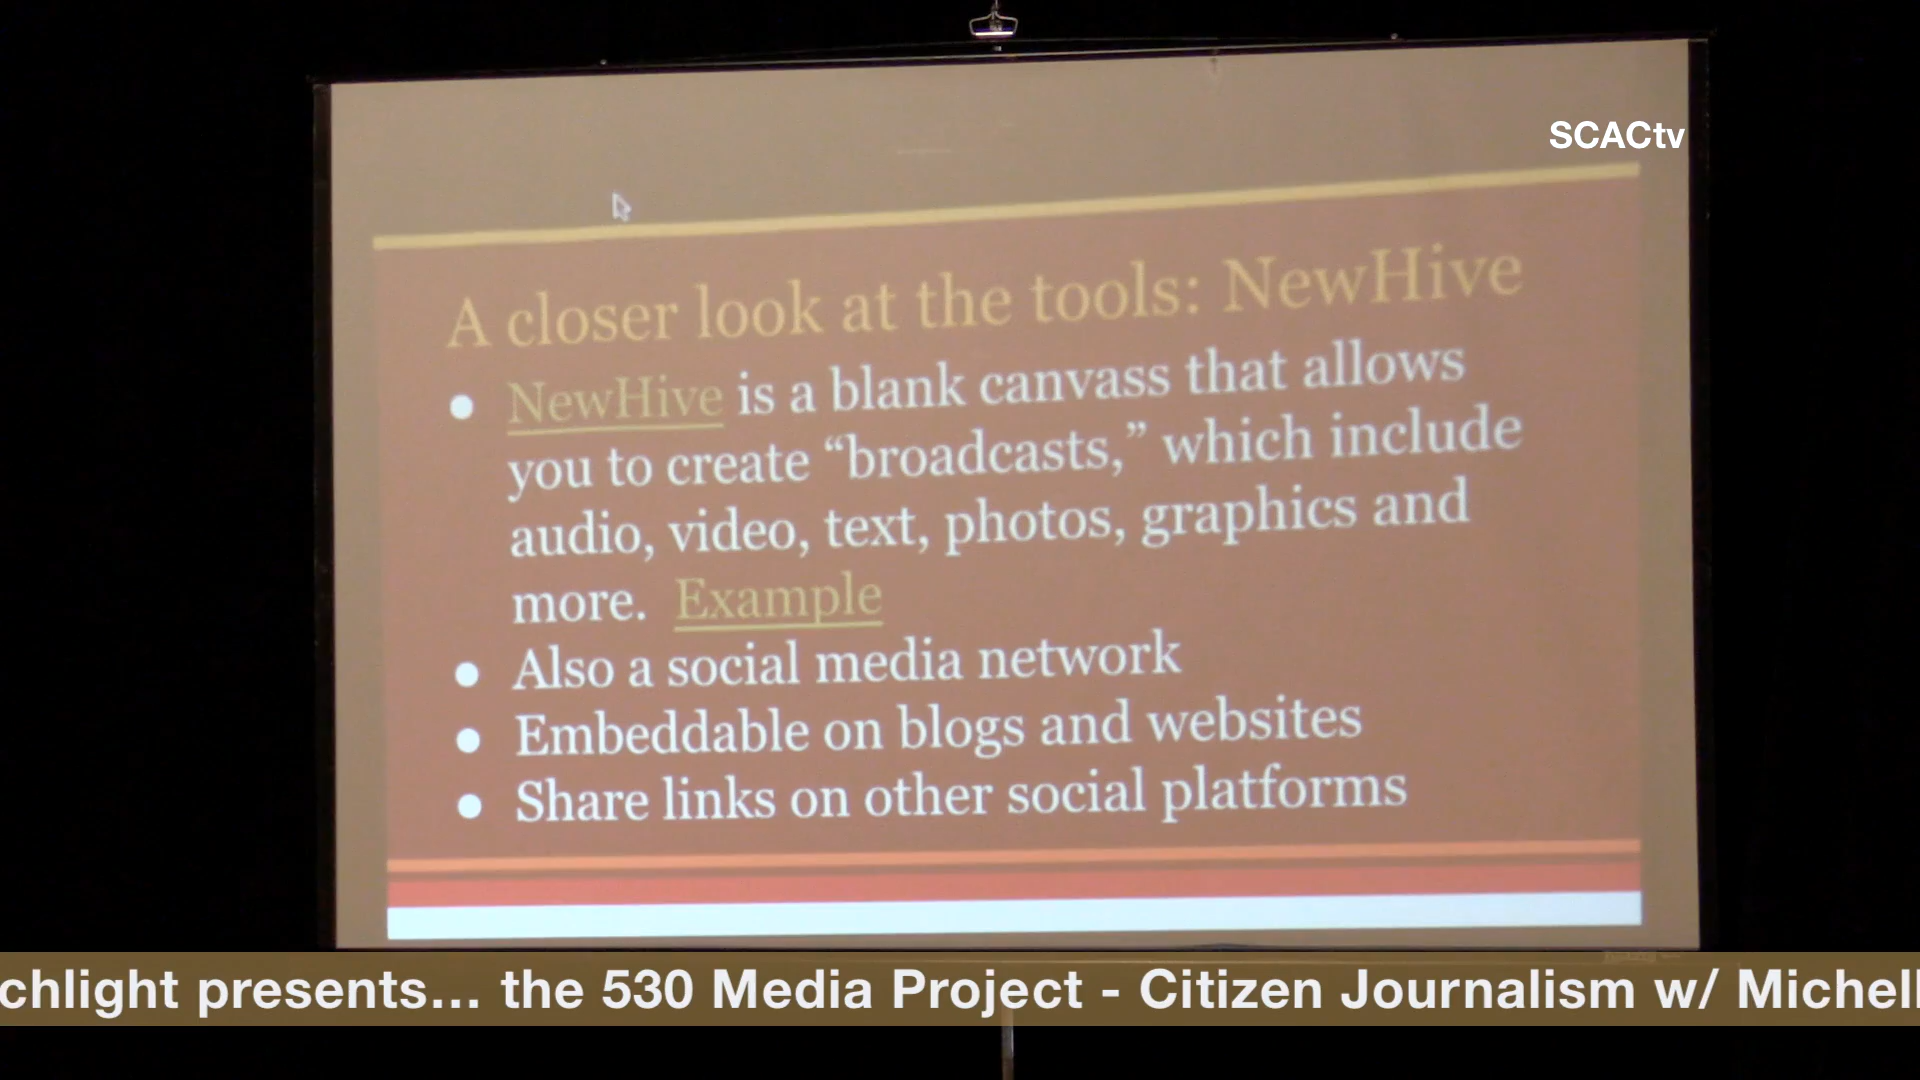 SCACtv
A closer look at the tools: NewHive
● NewHive is a blank canvass that allows
you to create “broadcasts,” which include
audio, video, text, photos, graphics and
more. Example
● Also a social media network
● Embeddable on blogs and websites
● Share links on other social platforms
chlight presents... the 530 Media Project - Citizen Journalism w/ Michell